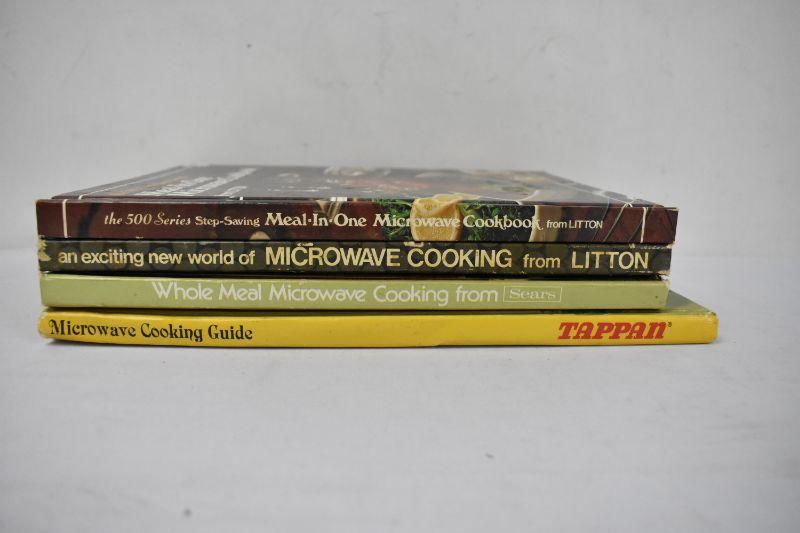 the 500 Series Step-Saving Meal·In·One Microwave Cookbook from LITTON
an exciting new world of MICROWAVE COOKING from LITTON
Whole Meal Microwave Cooking from Sears
Microwave Cooking Guide TAPPAN®